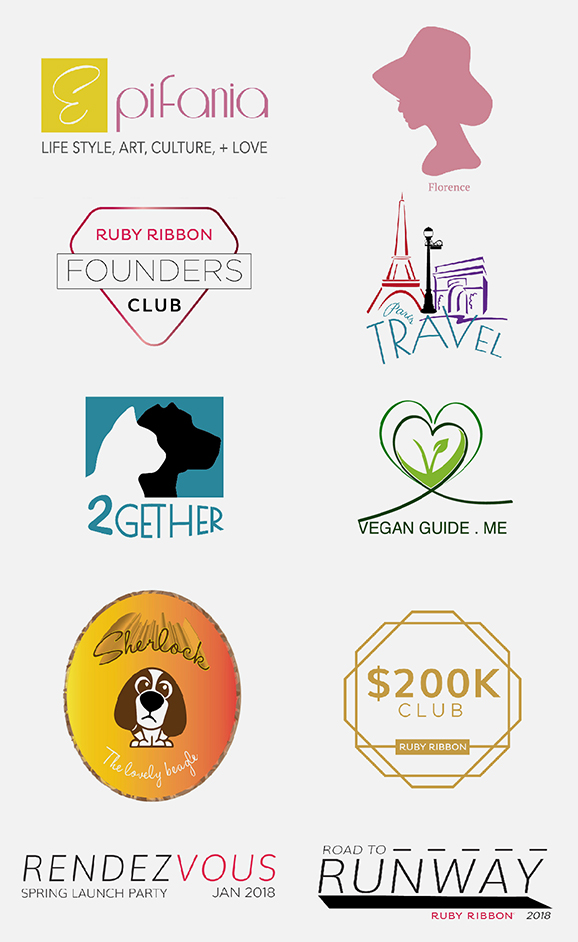 Epifania
LIFE STYLE, ART, CULTURE, + LOVE
Florence
RUBY RIBBON
FOUNDERS
CLUB
Paris
TRAVEL
2GETHER
VEGAN GUIDE . ME
Sherlock
The lovely beagle
$200K
CLUB
RUBY RIBBON
RENDEZVOUS
SPRING LAUNCH PARTY JAN 2018
ROAD TO
RUNWAY
RUBY RIBBON 2018